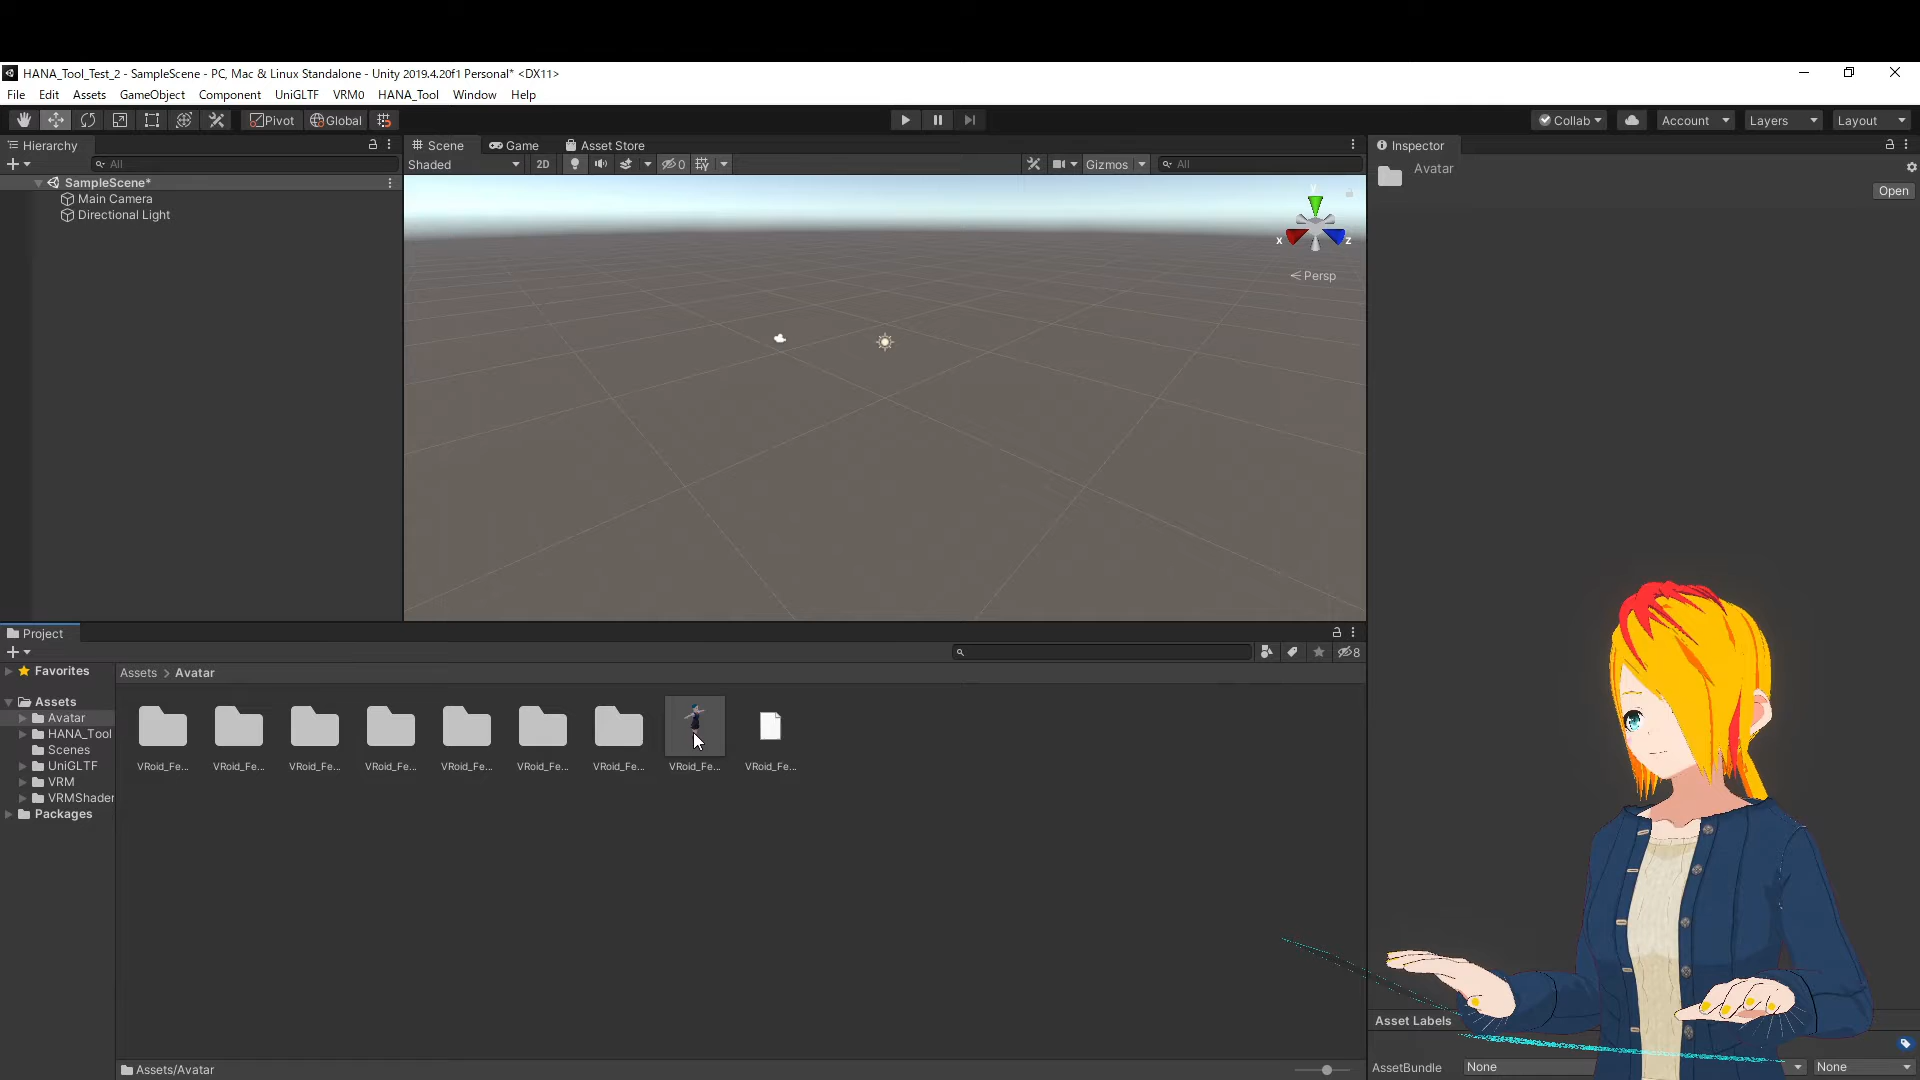 HANA_Tool_Test_2 - SampleScene - PC, Mac & Linux Standalone - Unity 2019.4.20f1 Personal* <DX11>
File Edit Assets GameObject Component UniGLTF VRM0 HANA_Tool Window Help
Pivot Global Collab Account Layers Layout
Hierarchy
All
SampleScene*
Main Camera
Directional Light
Scene Game Asset Store
Shaded 2D 0 Gizmos All
y
x z
Persp
Inspector
Avatar
Open
Project
8
Favorites
Assets
Avatar
HANA_Tool
Scenes
UniGLTF
VRM
VRMShader
Packages
Assets > Avatar
VRoid_Fe... VRoid_Fe... VRoid_Fe... VRoid_Fe... VRoid_Fe... VRoid_Fe... VRoid_Fe... VRoid_Fe... VRoid_Fe...
Assets/Avatar
Asset Labels
AssetBundle None None